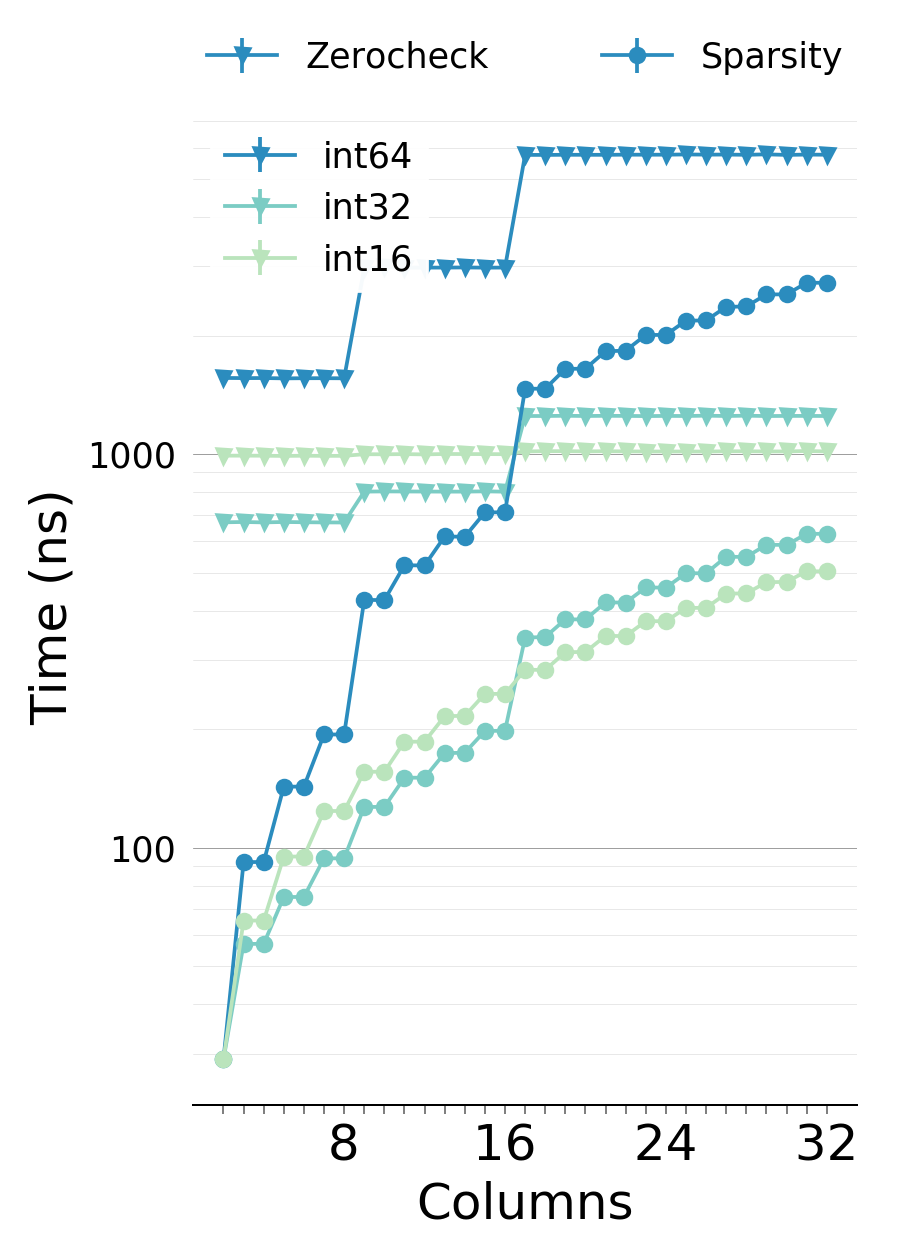 Zerocheck Sparsity
int64
int32
int16
1000
100
Time (ns)
8 16 24 32
Columns